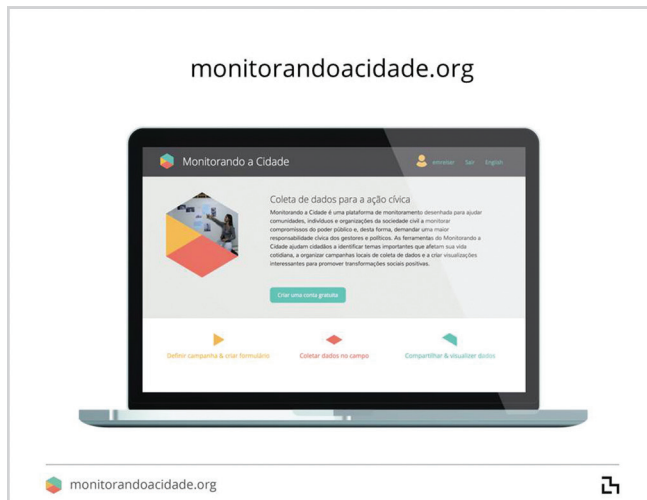 monitorandoacidade.org
Monitorando a Cidade
emreiser Sair English
Coleta de dados para a ação cívica
Monitorando a Cidade é uma plataforma de monitoramento desenhada para ajudar
comunidades, indivíduos e organizações da sociedade civil a monitorar
compromissos do poder público e, desta forma, demandar uma maior
responsabilidade cívica dos gestores e políticos. As ferramentas do Monitorando a
Cidade ajudam cidadãos a identificar temas importantes que afetam sua vida
cotidiana, a organizar campanhas locais de coleta de dados e a criar visualizações
interessantes para promover transformações sociais positivas.
Criar uma conta gratuita
Definir campanha & criar formulário
Coletar dados no campo
Compartilhar & visualizer dados
monitorandoacidade.org